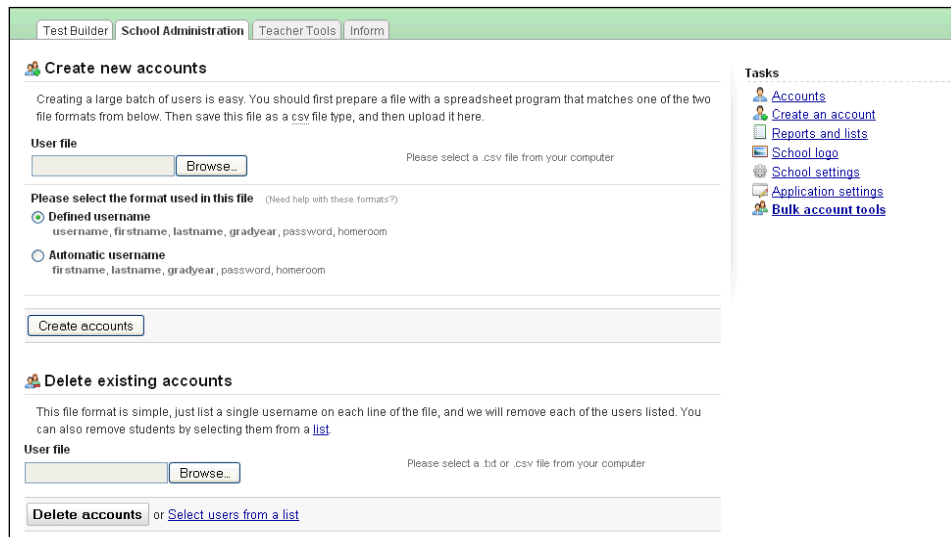 Test Builder School Administration Teacher Tools Inform
Create new accounts
Creating a large batch of users is easy. You should first prepare a file with a spreadsheet program that matches one of the two
file formats from below. Then save this file as a csv file type, and then upload it here.
User file
Browse... Please select a .csv file from your computer
Please select the format used in this file (Need help with these formats?)
Defined username
username, firstname, lastname, gradyear, password, homeroom
Automatic username
firstname, lastname, gradyear, password, homeroom
Create accounts
Delete existing accounts
This file format is simple, just list a single username on each line of the file, and we will remove each of the users listed. You
can also remove students by selecting them from a list.
User file
Browse... Please select a .txt or .csv file from your computer
Delete accounts or Select users from a list
Tasks
Accounts
Create an account
Reports and lists
School logo
School settings
Application settings
Bulk account tools